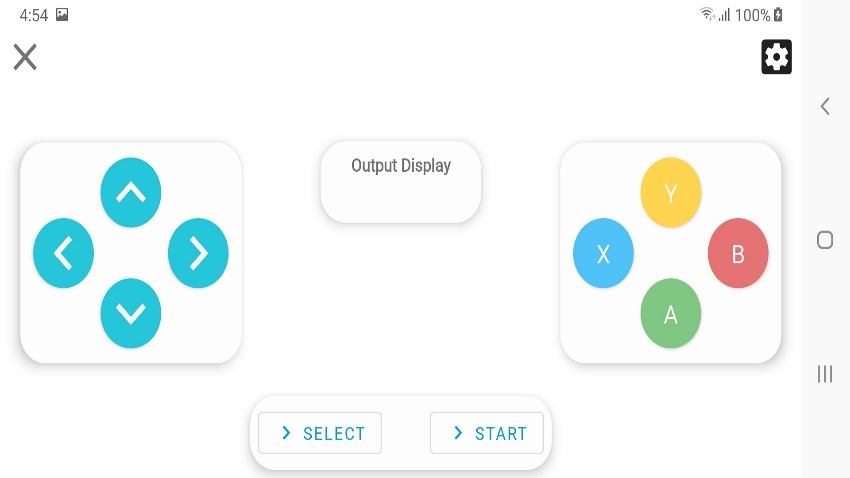 4:54
100%
Output Display
Y
X
B
A
SELECT
START